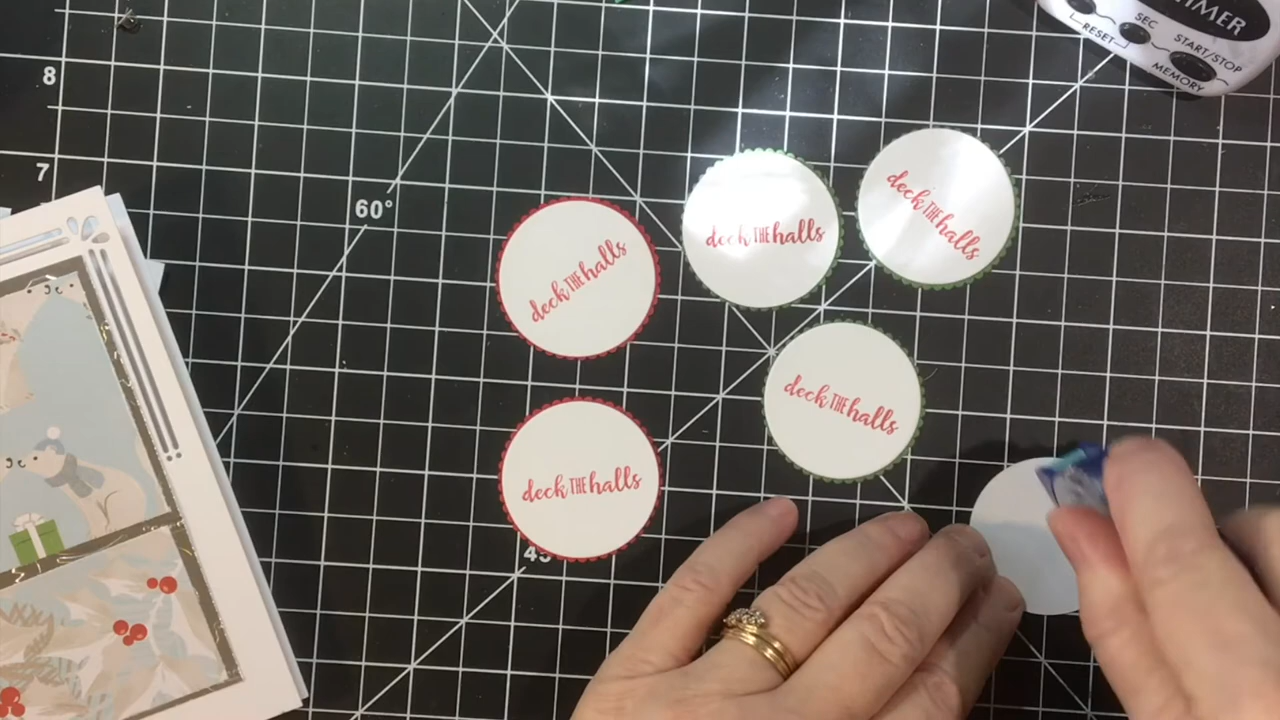 TIMER
SEC
RESET
START/STOP
MEMORY
8
7
60°
deck THE halls
deck THE halls
deck THE halls
deck THE halls
deck THE halls
45